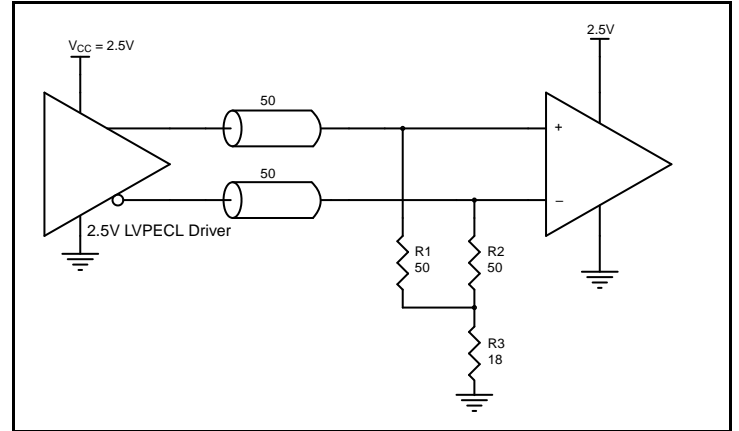 2.5V
V_CC = 2.5V
50
+
50
–
2.5V LVPECL Driver
R1
50
R2
50
R3
18